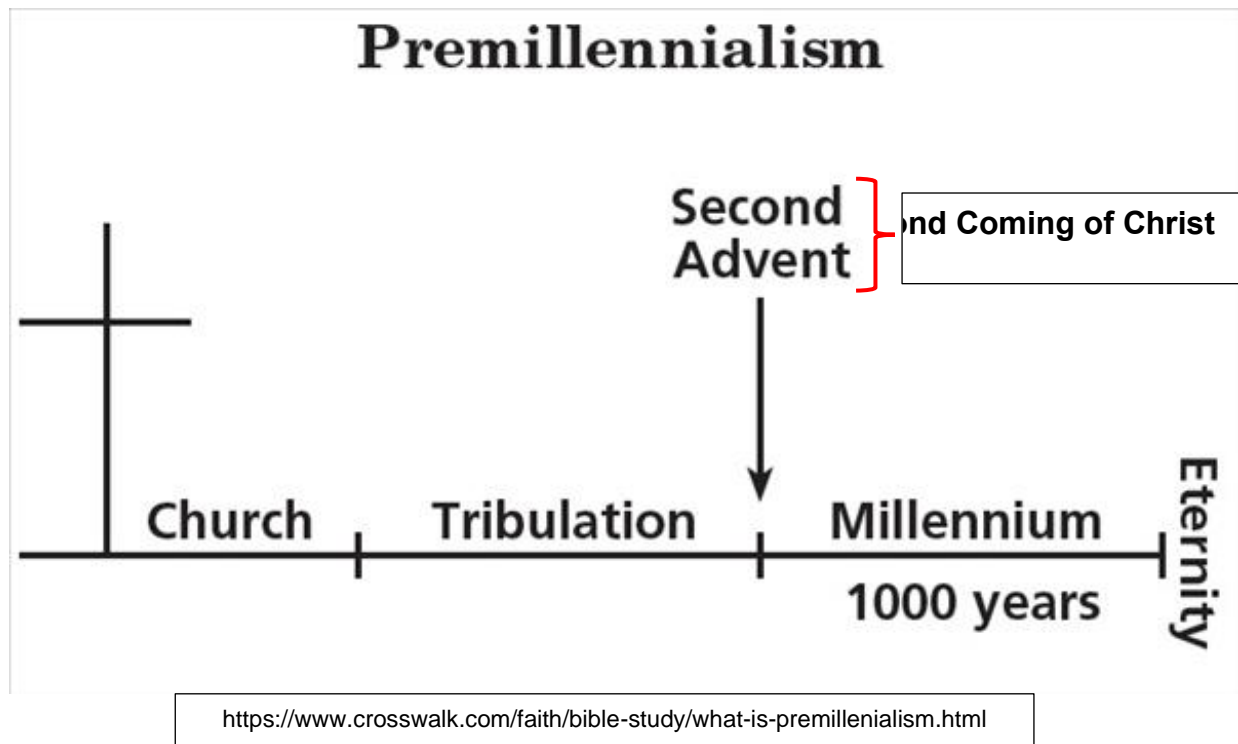 Premillennialism
Second
Advent
ond Coming of Christ
Church
Tribulation
Millennium
1000 years
Eternity
https://www.crosswalk.com/faith/bible-study/what-is-premillenialism.html